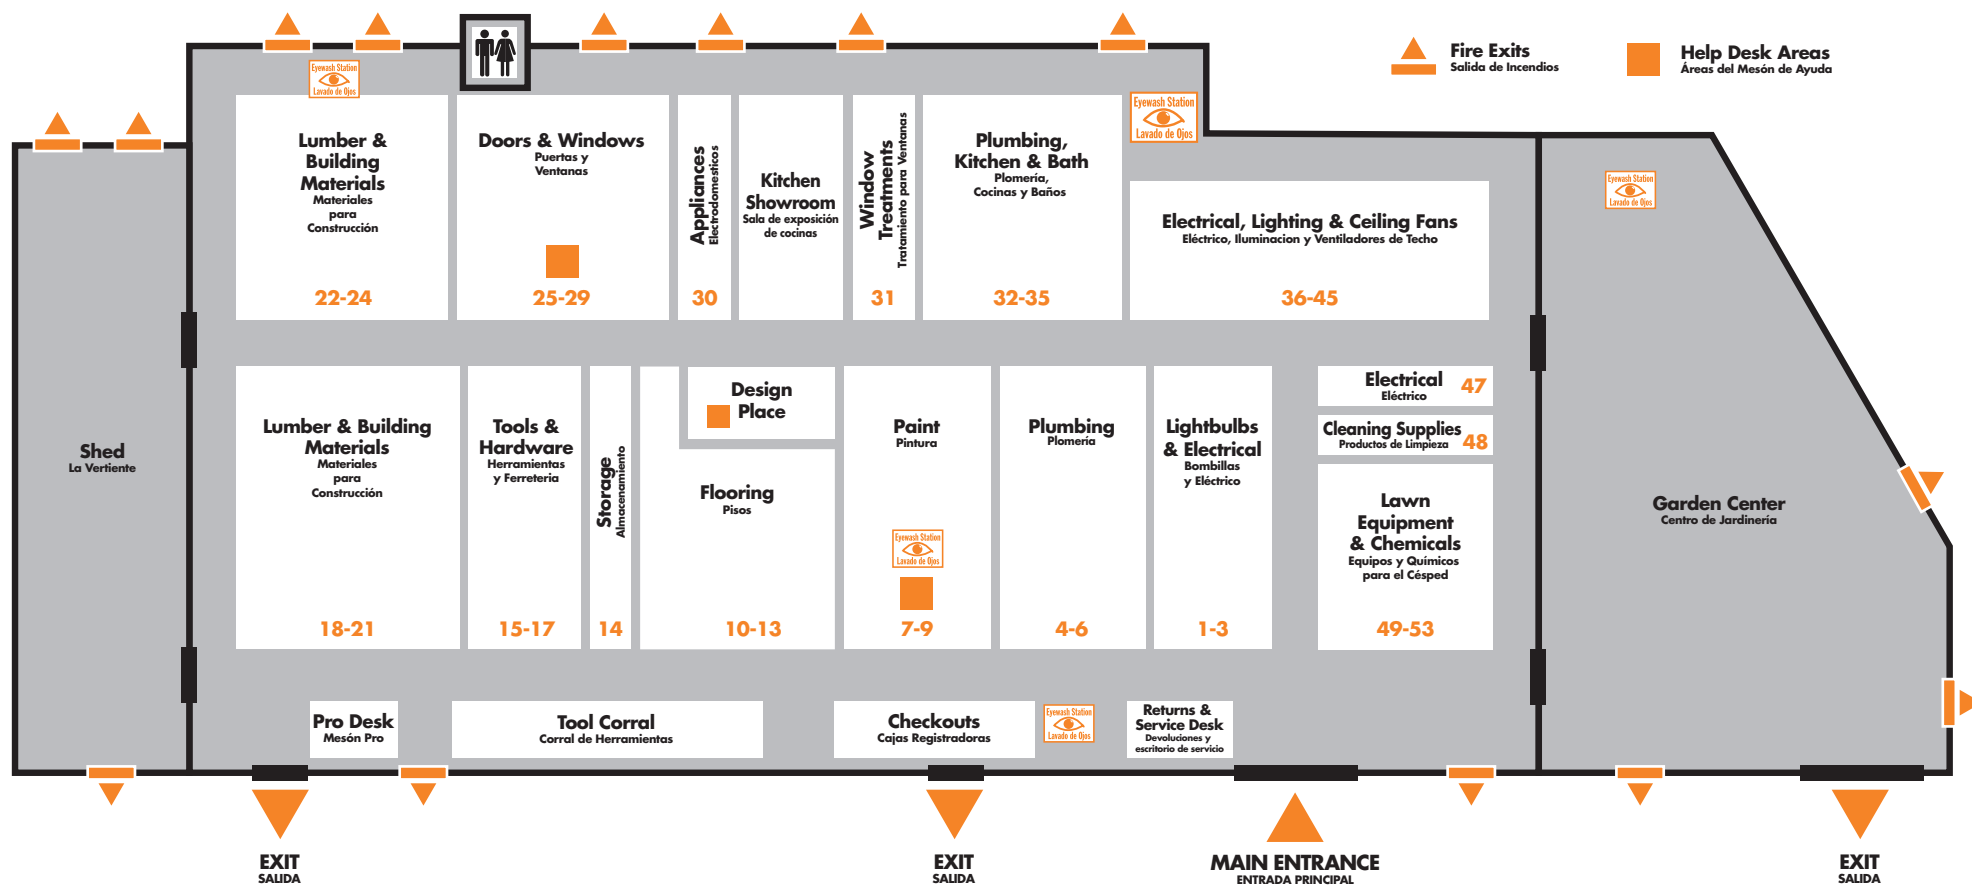 Fire Exits
Salida de Incendios
Help Desk Areas
Áreas del Mesón de Ayuda
Eyewash Station
Lavado de Ojos
Lumber &
Building
Materials
Materiales
para
Construcción
22-24
Doors & Windows
Puertas y
Ventanas
25-29
Appliances
Electrodomesticos
30
Kitchen
Showroom
Sala de exposición
de cocinas
Window
Treatments
Tratamiento para Ventanas
31
Plumbing,
Kitchen & Bath
Plomería,
Cocinas y Baños
32-35
Eyewash Station
Lavado de Ojos
Electrical, Lighting & Ceiling Fans
Eléctrico, Iluminacion y Ventiladores de Techo
36-45
Eyewash Station
Lavado de Ojos
Shed
La Vertiente
Lumber & Building
Materials
Materiales
para
Construcción
18-21
Tools &
Hardware
Herramientas
y Ferreteria
15-17
Storage
Almacenamiento
14
Design
Place
Flooring
Pisos
10-13
Paint
Pintura
Eyewash Station
Lavado de Ojos
7-9
Plumbing
Plomería
4-6
Lightbulbs
& Electrical
Bombillas
y Eléctrico
1-3
Electrical
Eléctrico
47
Cleaning Supplies
Productos de Limpieza
48
Lawn
Equipment
& Chemicals
Equipos y Químicos
para el Césped
49-53
Garden Center
Centro de Jardinería
Pro Desk
Mesón Pro
Tool Corral
Corral de Herramientas
Checkouts
Cajas Registradoras
Eyewash Station
Lavado de Ojos
Returns &
Service Desk
Devoluciones y
escritorio de servicio
EXIT
SALIDA
EXIT
SALIDA
MAIN ENTRANCE
ENTRADA PRINCIPAL
EXIT
SALIDA